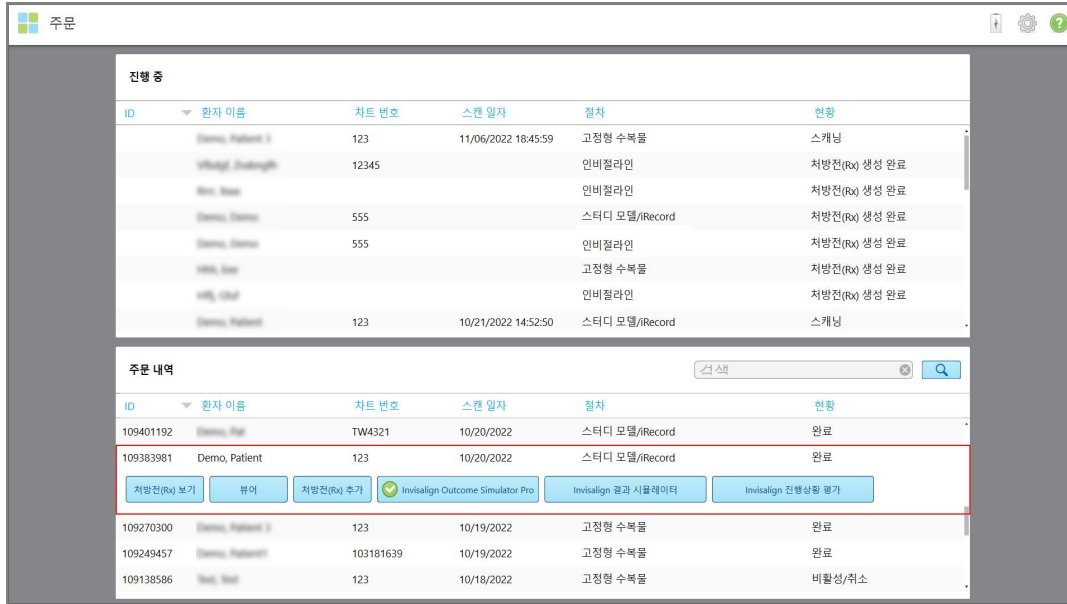 주문
진행 중
ID 환자 이름 차트 번호 스캔 일자 절차 현황
123 11/06/2022 18:45:59 고정형 수복물 스캐닝
12345 인비절라인 처방전(Rx) 생성 완료
인비절라인 처방전(Rx) 생성 완료
555 스터디 모델/iRecord 처방전(Rx) 생성 완료
555 인비절라인 처방전(Rx) 생성 완료
고정형 수복물 처방전(Rx) 생성 완료
인비절라인 처방전(Rx) 생성 완료
123 10/21/2022 14:52:50 스터디 모델/iRecord 스캐닝
주문 내역 검색
ID 환자 이름 차트 번호 스캔 일자 절차 현황
109401192 TW4321 10/20/2022 스터디 모델/iRecord 완료
109383981 Demo, Patient 123 10/20/2022 스터디 모델/iRecord 완료
처방전(Rx) 보기 뷰어 처방전(Rx) 추가 Invisalign Outcome Simulator Pro Invisalign 결과 시뮬레이터 Invisalign 진행상황 평가
109270300 123 10/19/2022 고정형 수복물 완료
109249457 103181639 10/19/2022 고정형 수복물 완료
109138586 123 10/18/2022 고정형 수복물 비활성/취소